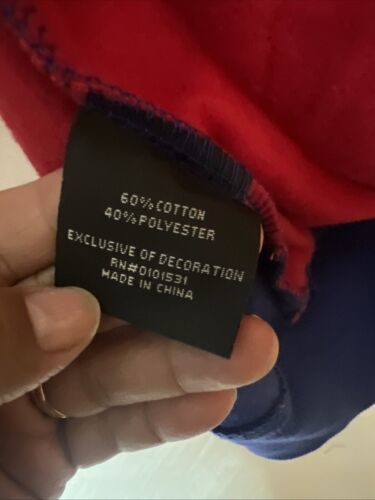 60% COTTON
40% POLYESTER
EXCLUSIVE OF DECORATION
RN#0101531
MADE IN CHINA